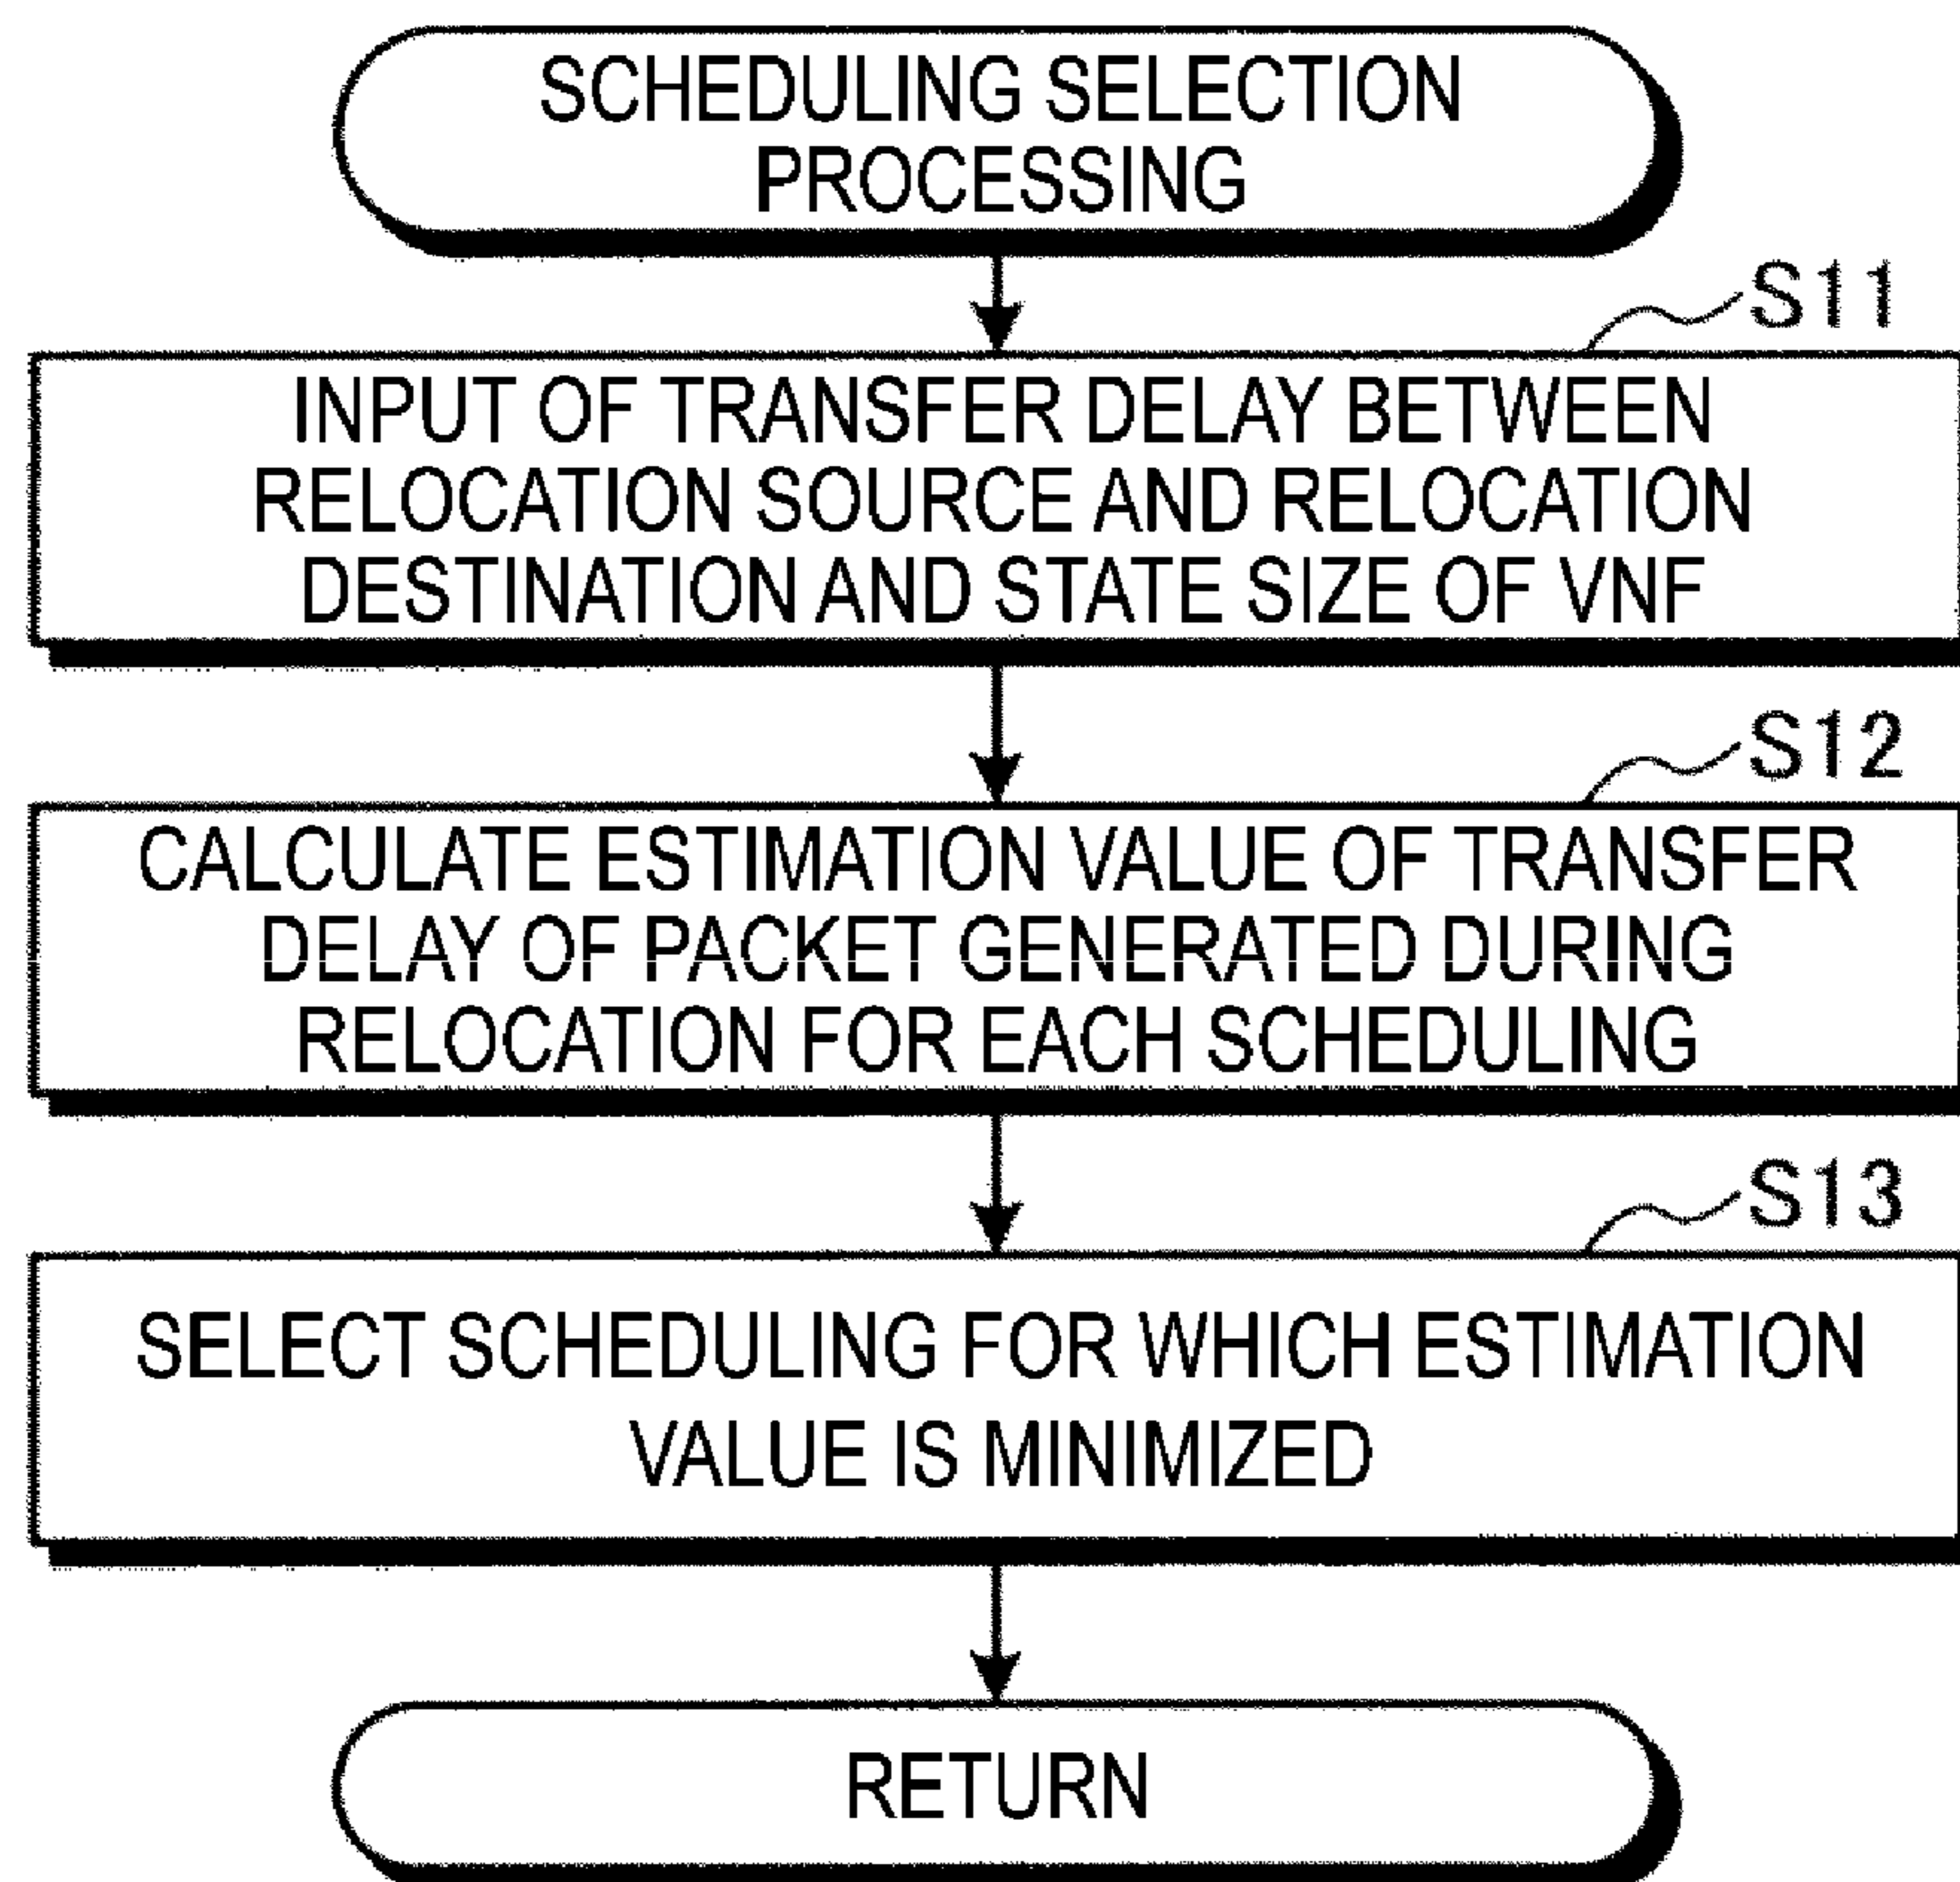 SCHEDULING SELECTION
PROCESSING
S11
INPUT OF TRANSFER DELAY BETWEEN
RELOCATION SOURCE AND RELOCATION
DESTINATION AND STATE SIZE OF VNF
S12
CALCULATE ESTIMATION VALUE OF TRANSFER
DELAY OF PACKET GENERATED DURING
RELOCATION FOR EACH SCHEDULING
S13
SELECT SCHEDULING FOR WHICH ESTIMATION
VALUE IS MINIMIZED
RETURN